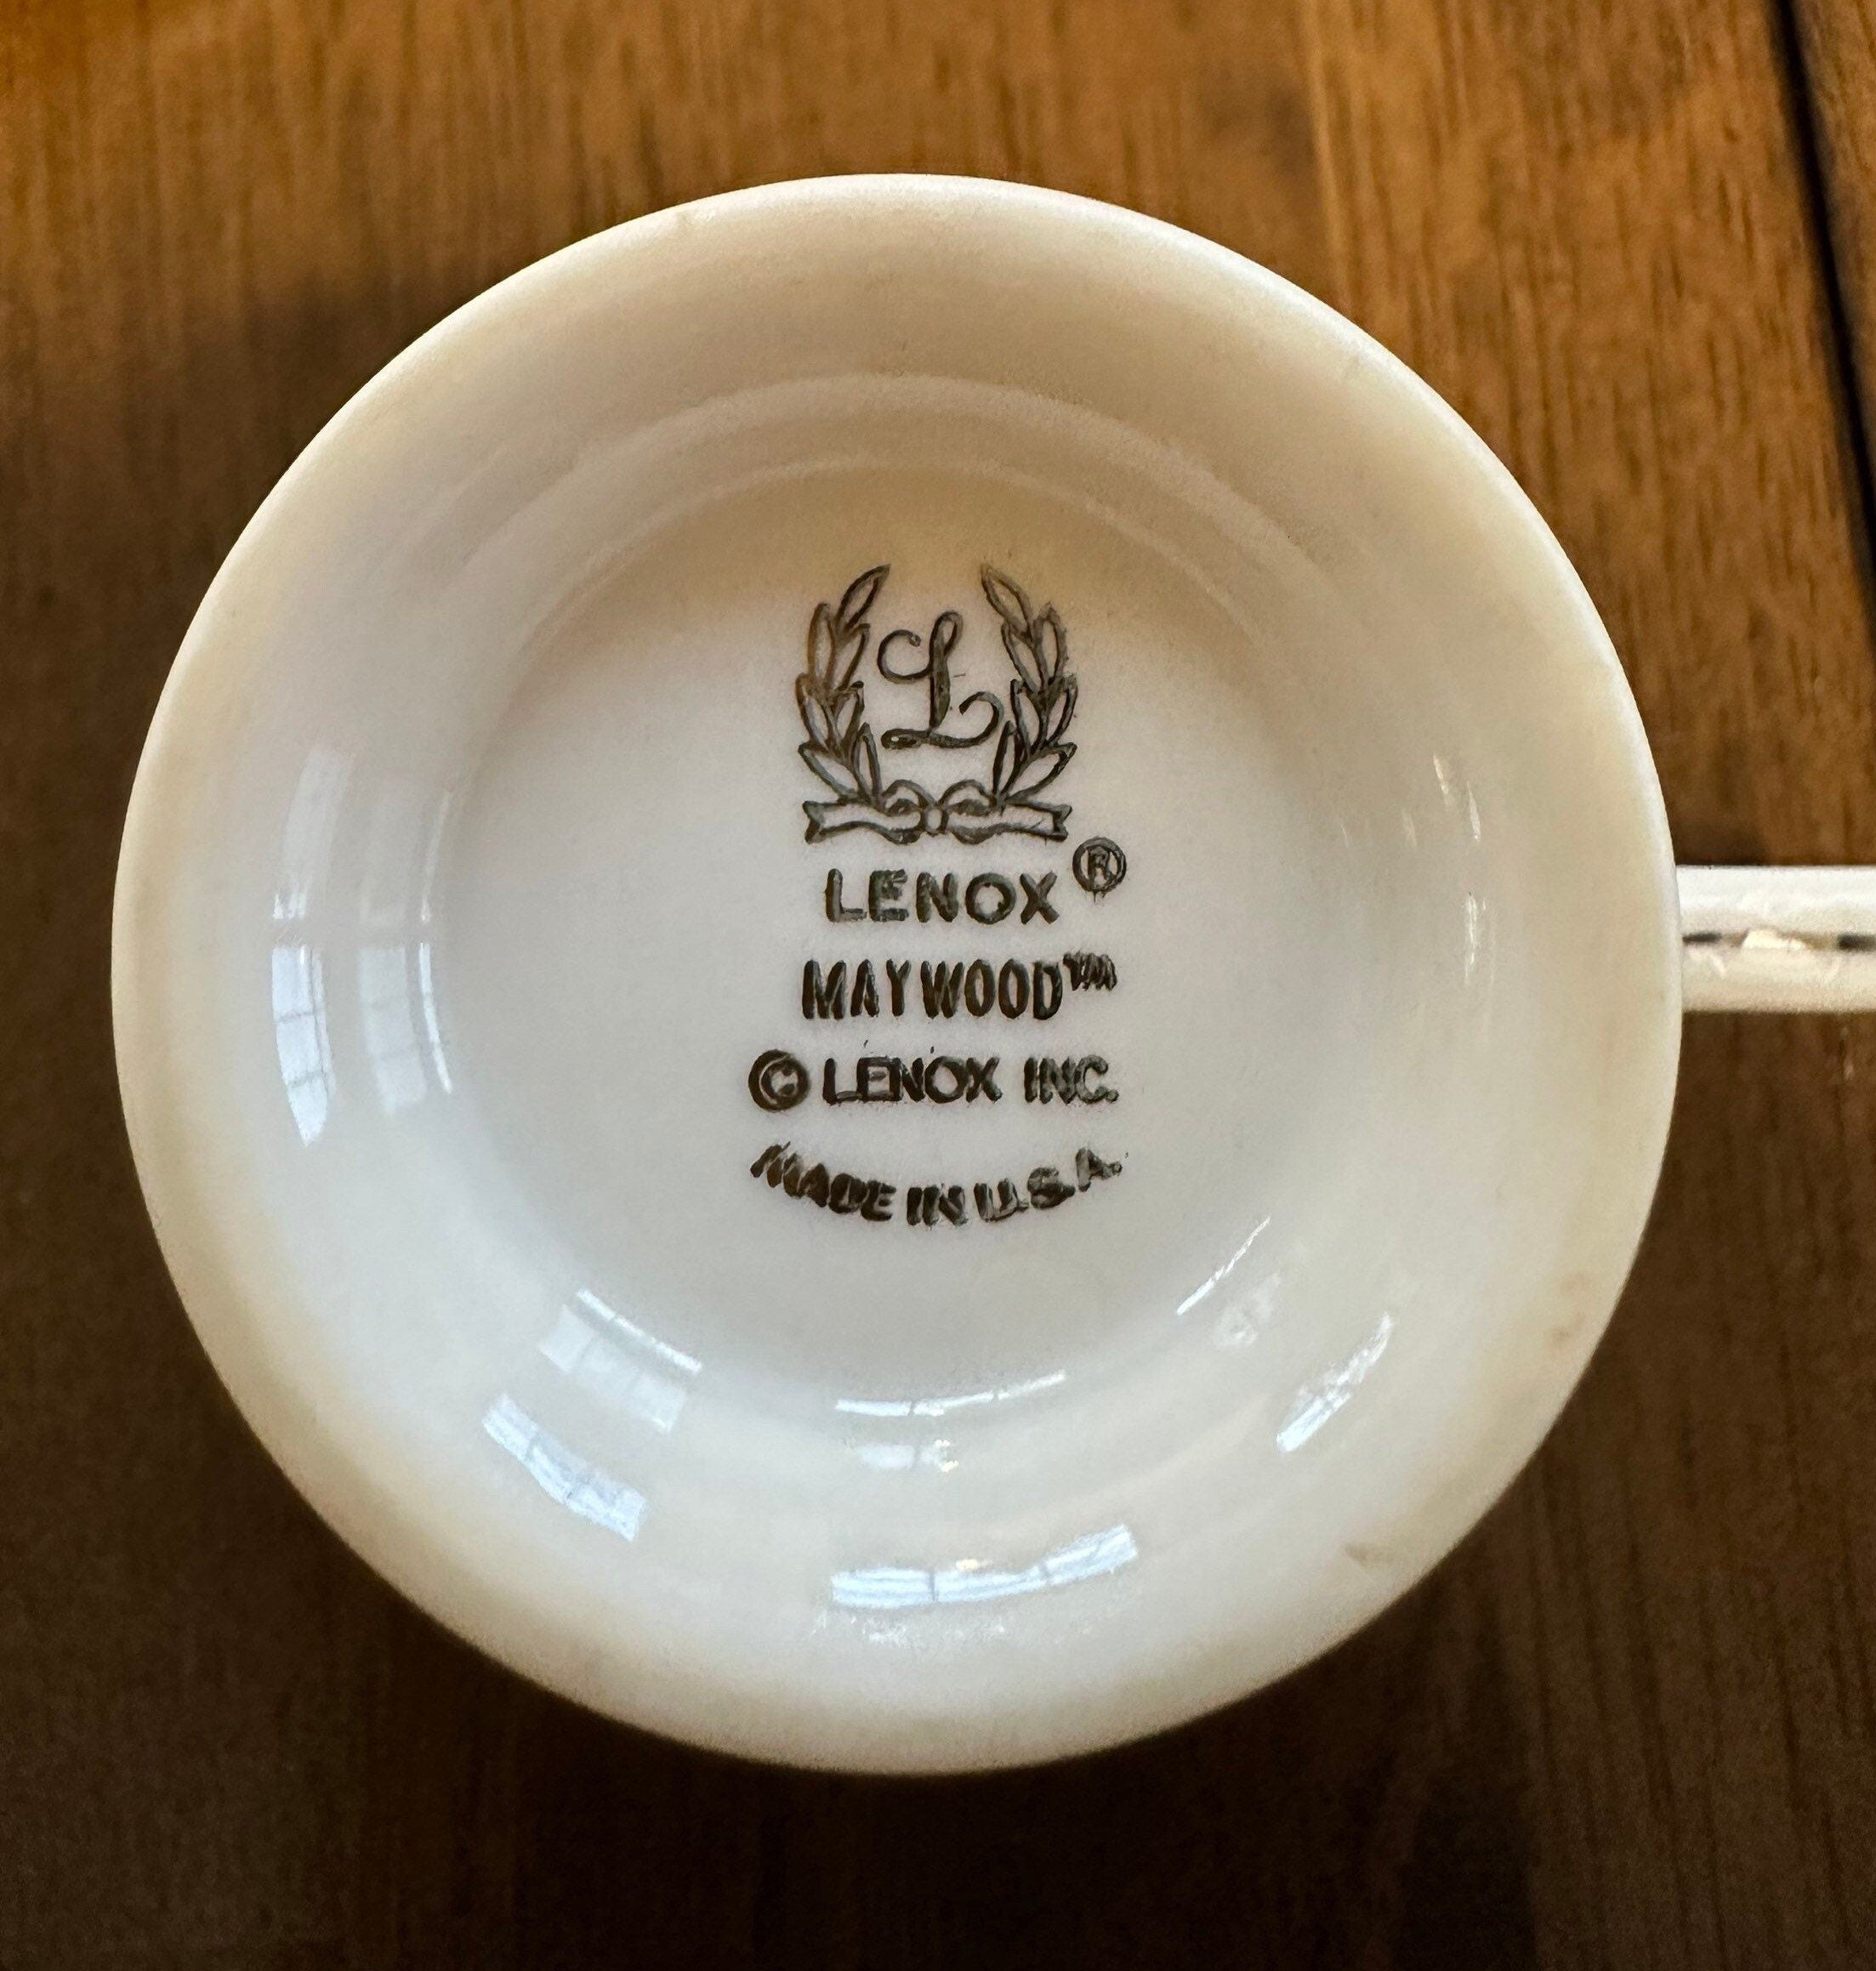 L
LENOX®
MAYWOOD™
© LENOX INC.
MADE IN U.S.A.